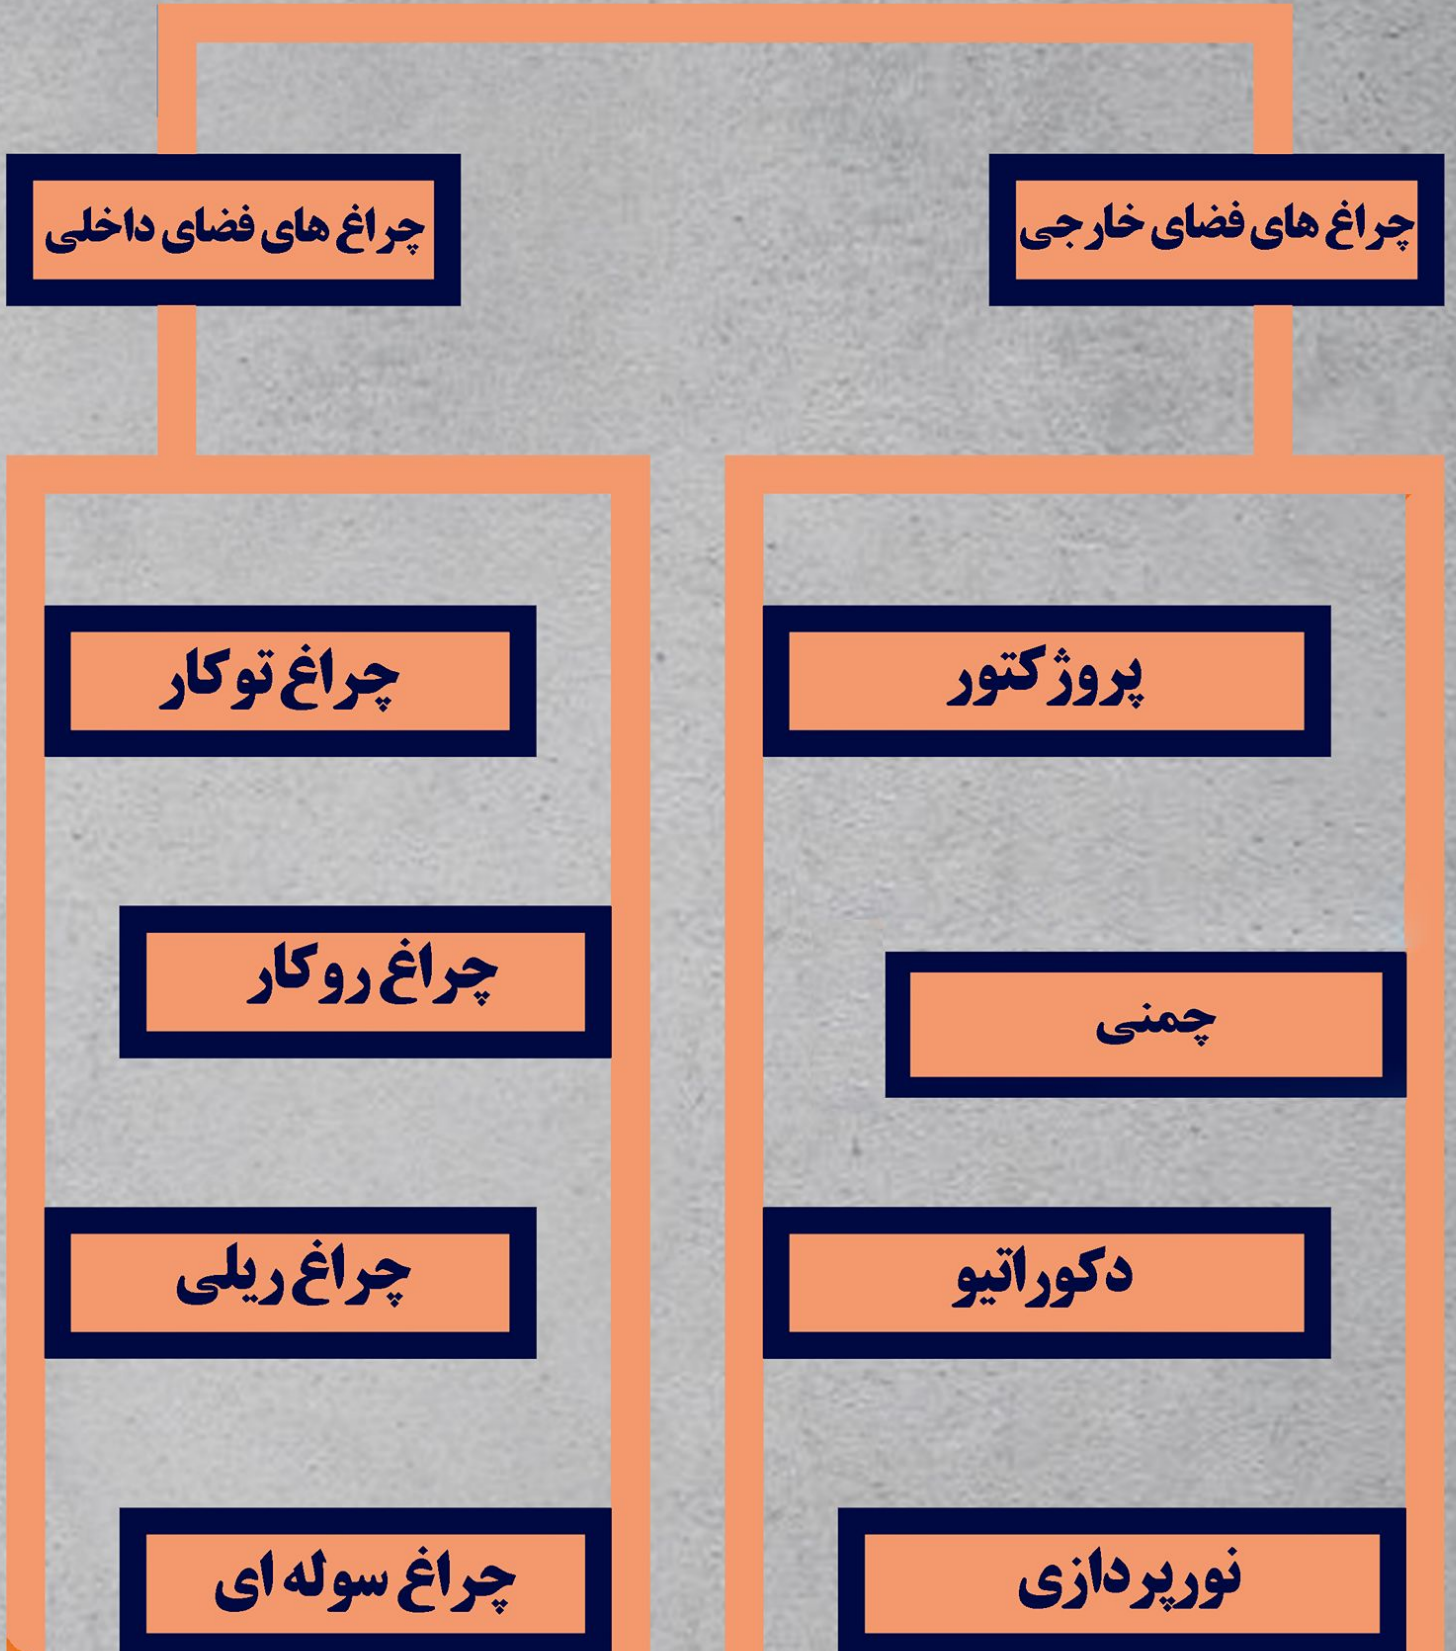 چراغ های فضای خارجی
چراغ های فضای داخلی
پروژکتور
چمنی
دکوراتیو
نورپردازی
چراغ توکار
چراغ روکار
چراغ ریلی
چراغ سوله ای